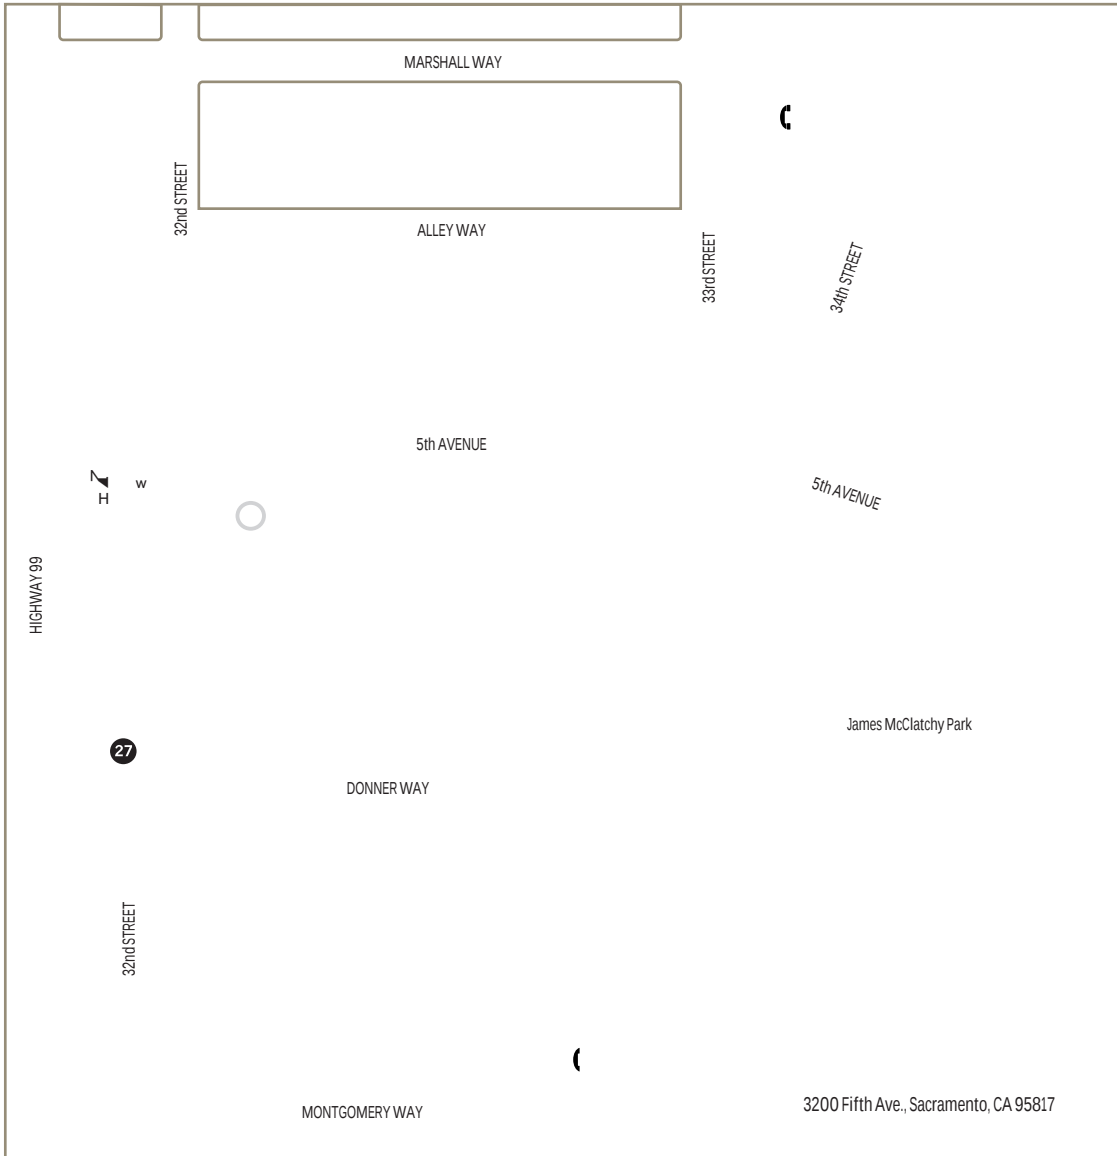 MARSHALL WAY
32nd STREET
ALLEY WAY
33rd STREET
34th STREET
5th AVENUE
N
H
w
5th AVENUE
HIGHWAY 99
James McClatchy Park
27
DONNER WAY
32nd STREET
3200 Fifth Ave., Sacramento, CA 95817
MONTGOMERY WAY